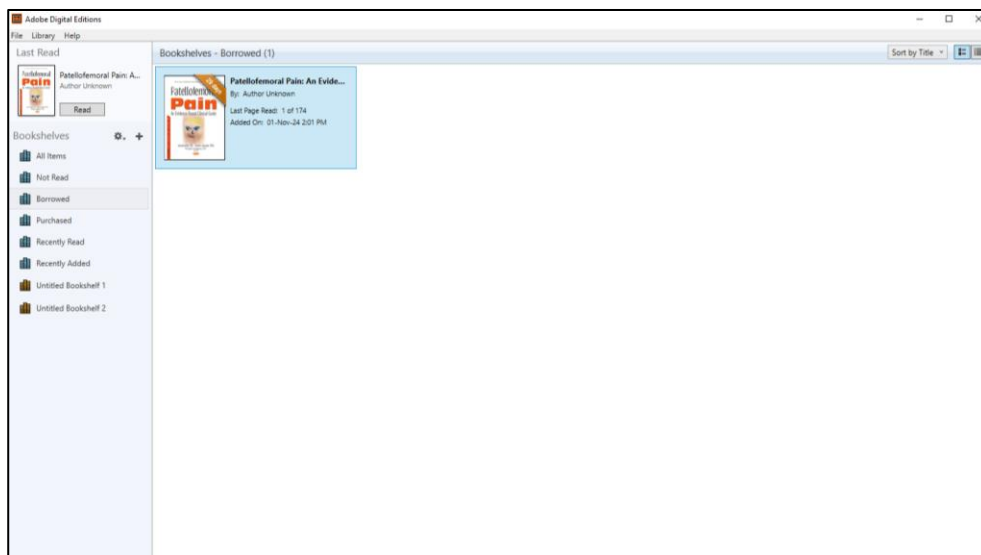 Adobe Digital Editions
File Library Help
Last Read
Patellofemoral Pain: A...
Author Unknown
Read
Patellofemoral
Pain
Bookshelves
All Items
Not Read
Borrowed
Purchased
Recently Read
Recently Added
Untitled Bookshelf 1
Untitled Bookshelf 2
Bookshelves - Borrowed (1)
Sort by Title
Patellofemoral
Pain
Patellofemoral Pain: An Evide...
By: Author Unknown
Last Page Read: 1 of 174
Added On: 01-Nov-24 2:01 PM